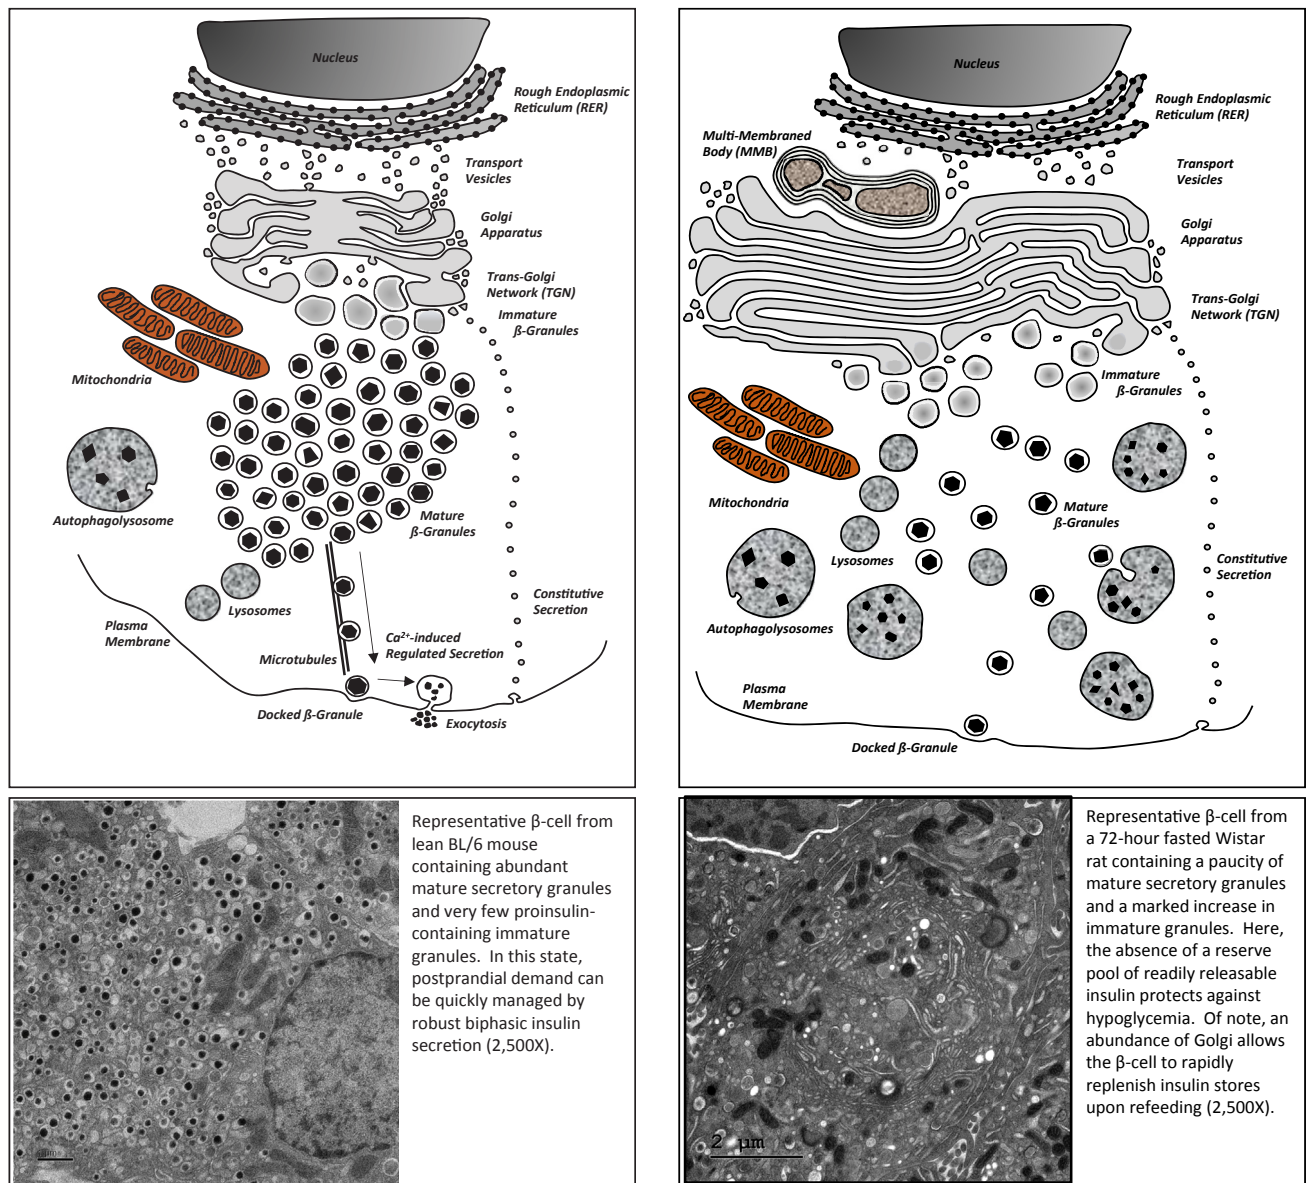 Nucleus
Rough Endoplasmic
Reticulum (RER)
Transport
Vesicles
Golgi
Apparatus
Trans-Golgi
Network (TGN)
Immature
ß-Granules
Mitochondria
Autophagolysosome
Mature
ß-Granules
Lysosomes
Constitutive
Secretion
Plasma
Membrane
Microtubules
Ca²⁺-induced
Regulated Secretion
Docked ß-Granule
Exocytosis
Nucleus
Rough Endoplasmic
Reticulum (RER)
Multi-Membraned
Body (MMB)
Transport
Vesicles
Golgi
Apparatus
Trans-Golgi
Network (TGN)
Immature
ß-Granules
Mitochondria
Mature
ß-Granules
Lysosomes
Constitutive
Secretion
Autophagolysosomes
Plasma
Membrane
Docked ß-Granule
Representative β-cell from
lean BL/6 mouse
containing abundant
mature secretory granules
and very few proinsulin-
containing immature
granules. In this state,
postprandial demand can
be quickly managed by
robust biphasic insulin
secretion (2,500X).
2 µm
Representative β-cell from
a 72-hour fasted Wistar
rat containing a paucity of
mature secretory granules
and a marked increase in
immature granules. Here,
the absence of a reserve
pool of readily releasable
insulin protects against
hypoglycemia. Of note, an
abundance of Golgi allows
the β-cell to rapidly
replenish insulin stores
upon refeeding (2,500X).